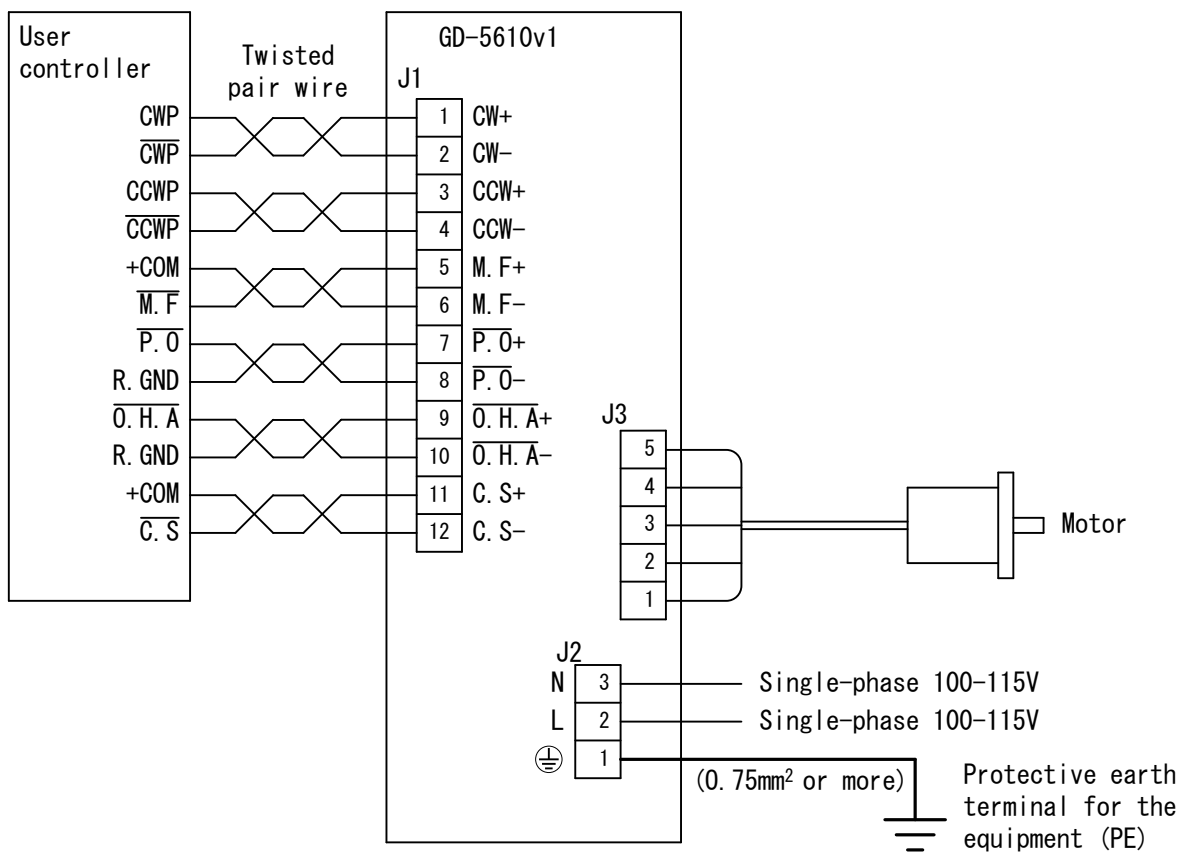 User
controller
Twisted
pair wire
GD-5610v1
J1
CWP 1 CW+
C̅W̅P̅ 2 CW-
CCWP 3 CCW+
C̅C̅W̅P̅ 4 CCW-
+COM 5 M.F+
M̅.̅F̅ 6 M.F-
P̅.̅O̅ 7 P̅.̅O̅+
R.GND 8 P̅.̅O̅-
O̅.̅H̅.̅A̅ 9 O̅.̅H̅.̅A̅+
R.GND 10 O̅.̅H̅.̅A̅-
+COM 11 C.S+
C̅.̅S̅ 12 C.S-
J3
5
4
3
2
1
Motor
J2
N 3 Single-phase 100-115V
L 2 Single-phase 100-115V
1
(0.75mm² or more)
Protective earth
terminal for the
equipment (PE)